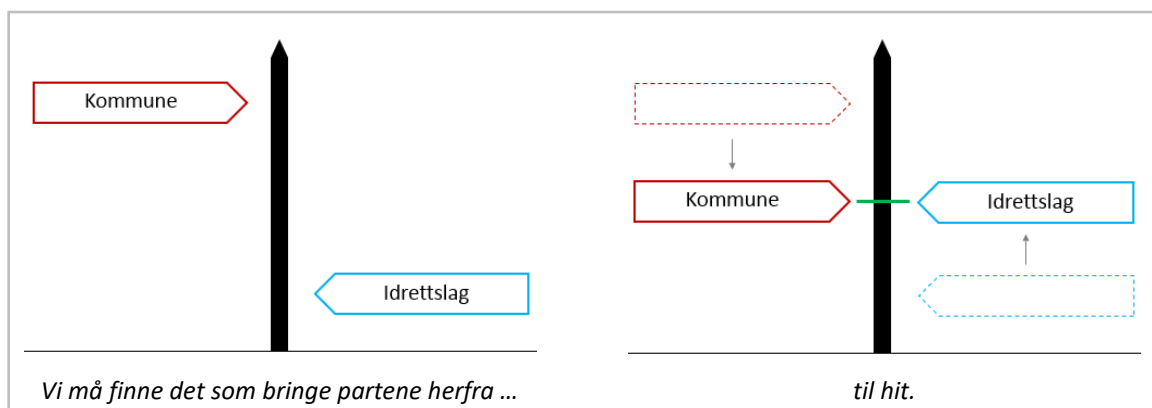 Kommune
Idrettslag
Vi må finne det som bringe partene herfra …
Kommune
Idrettslag
til hit.